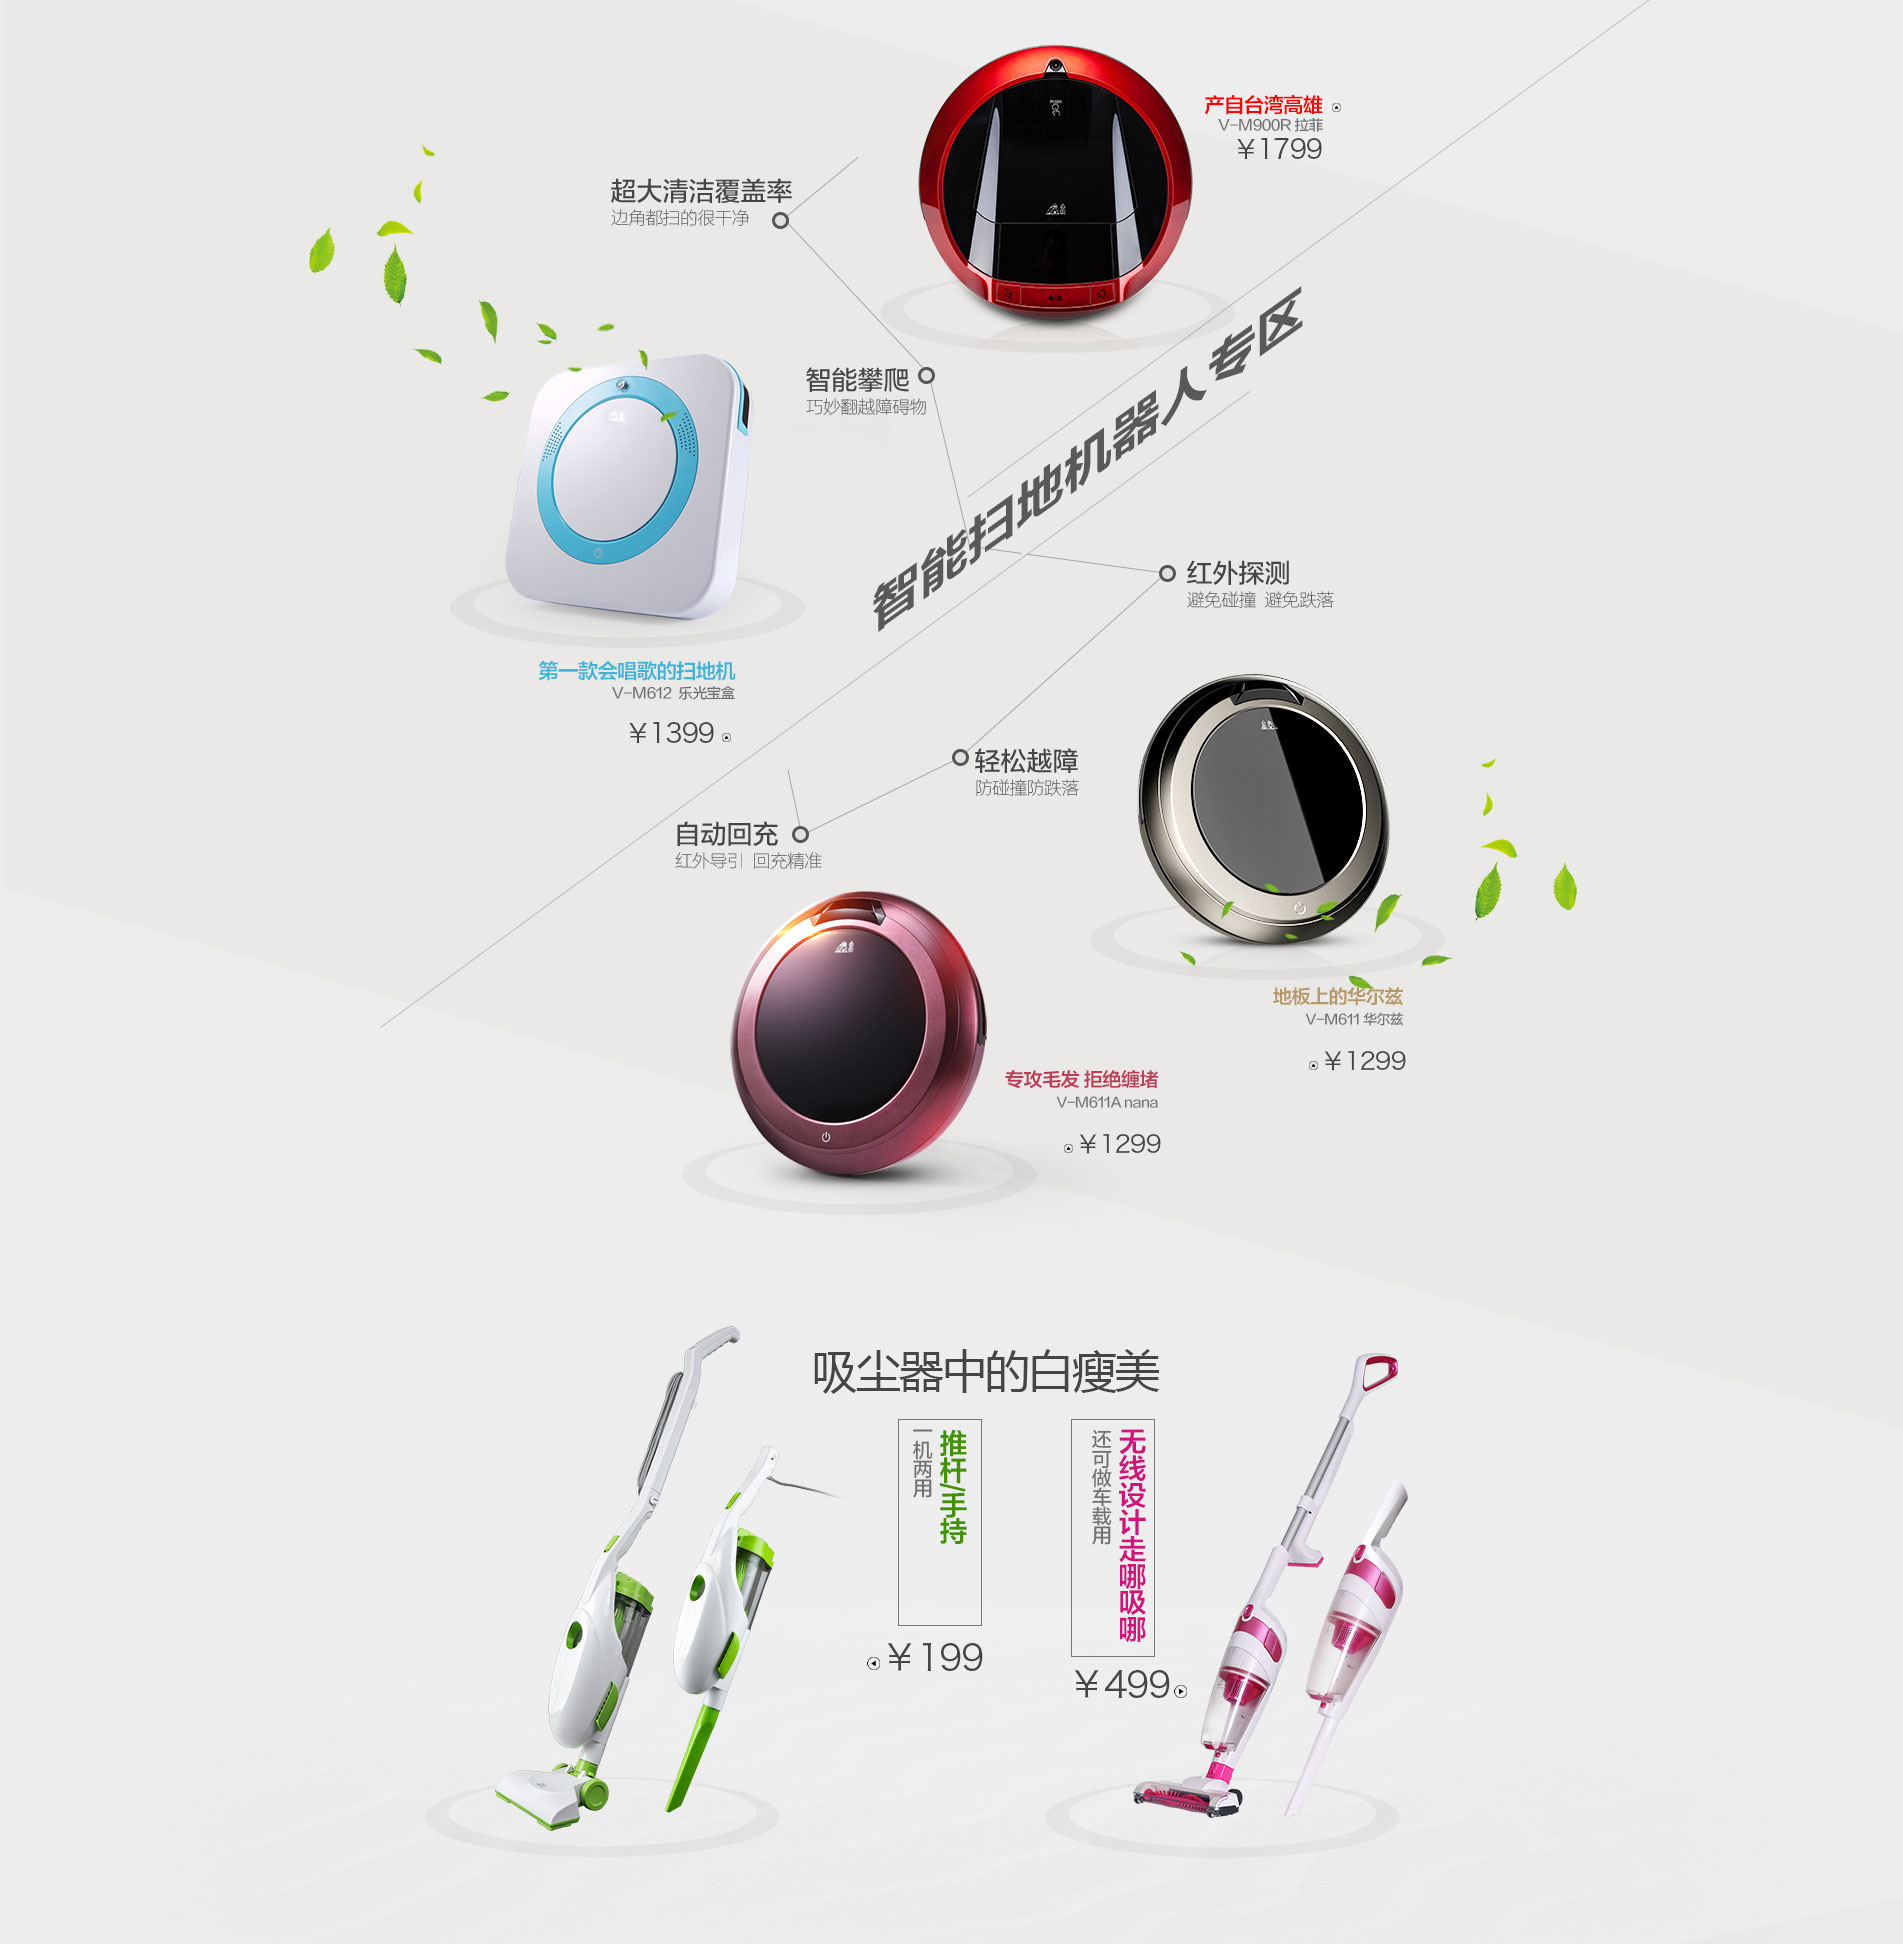 产自台湾高雄
V-M900R 拉菲
¥1799
超大清洁覆盖率
边角都扫的很干净
智能攀爬
巧妙翻越障碍物
智能扫地机器人专区
红外探测
避免碰撞 避免跌落
第一款会唱歌的扫地机
V-M612 乐光宝盒
¥1399
轻松越障
防碰撞防跌落
自动回充
红外导引 回充精准
地板上的华尔兹
V-M611 华尔兹
¥1299
专攻毛发 拒绝缠堵
V-M611A nana
¥1299
吸尘器中的白瘦美
推杆/手持
一机两用
¥199
无线设计走哪吸哪
还可做车载用
¥499